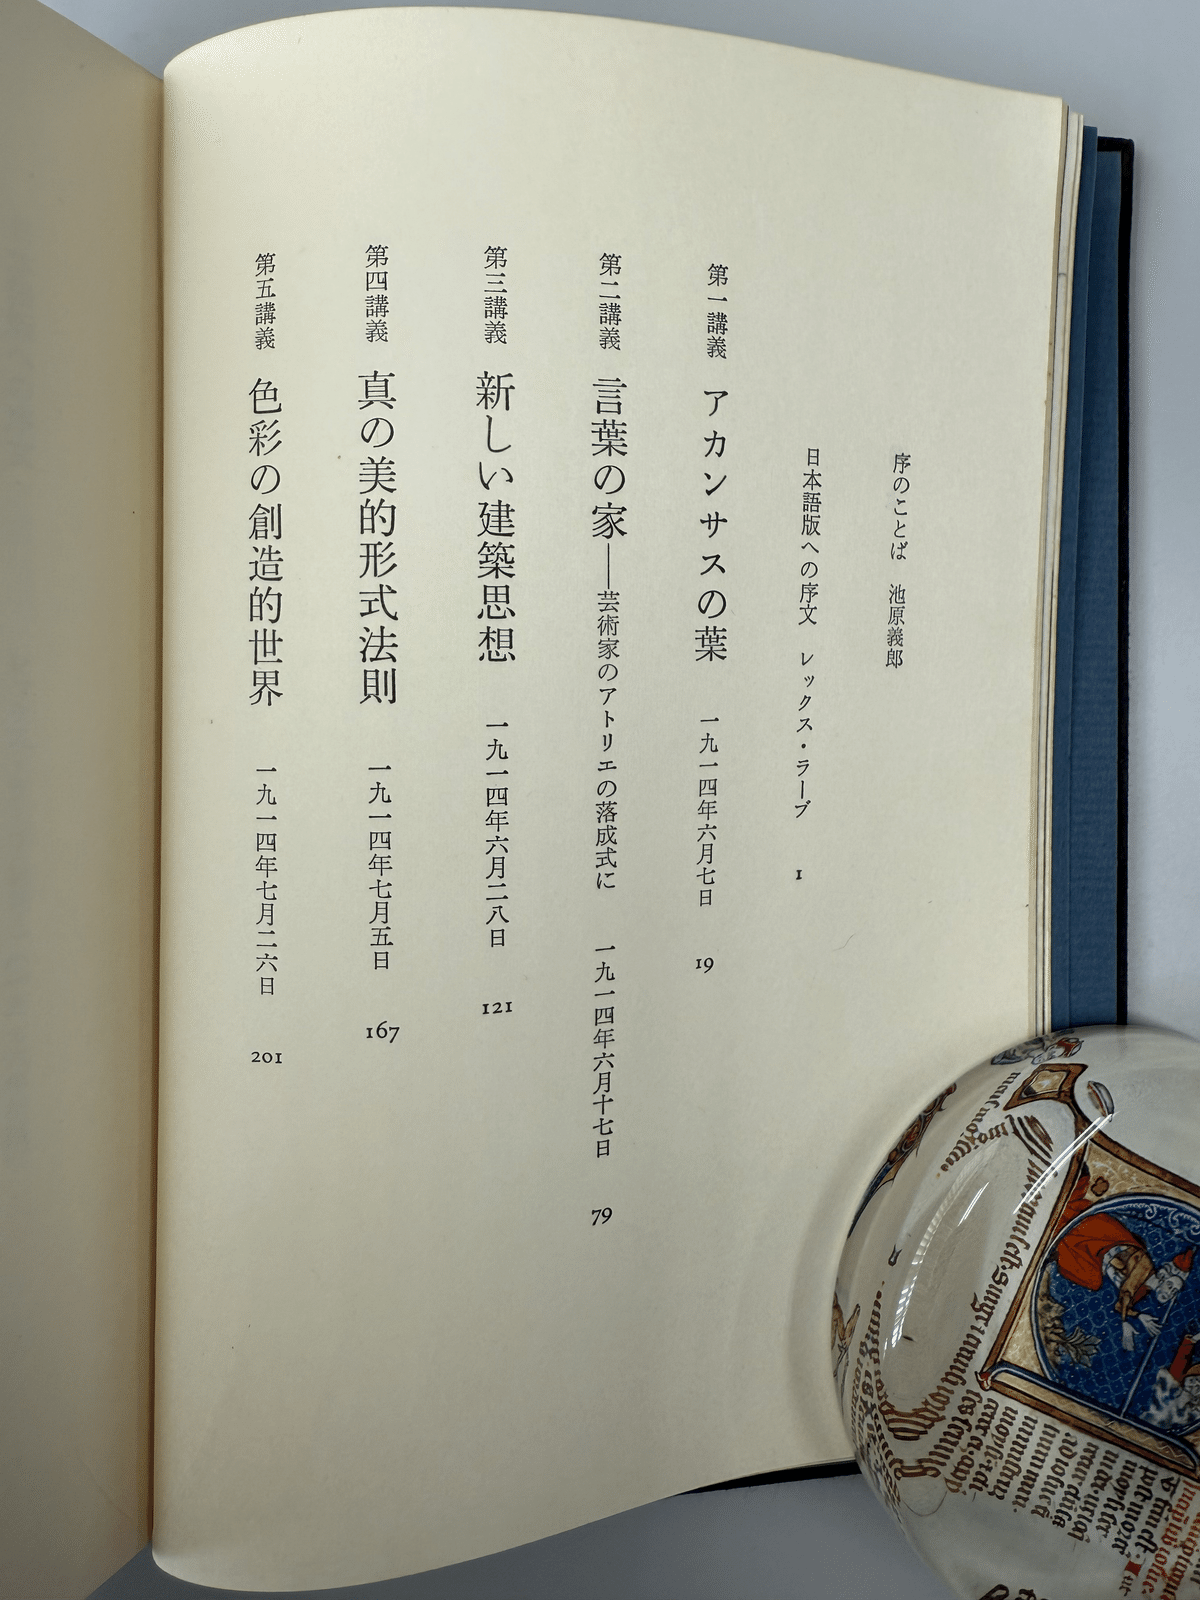 序のことば 池原義郎
日本語版への序文 レックス・ラーブ 1
第一講義 アカンサスの葉 一九一四年六月七日 19
第二講義 言葉の家——芸術家のアトリエの落成式に 一九一四年六月十七日 79
第三講義 新しい建築思想 一九一四年六月二八日 121
第四講義 真の美的形式法則 一九一四年七月五日 167
第五講義 色彩の創造的世界 一九一四年七月二六日 201